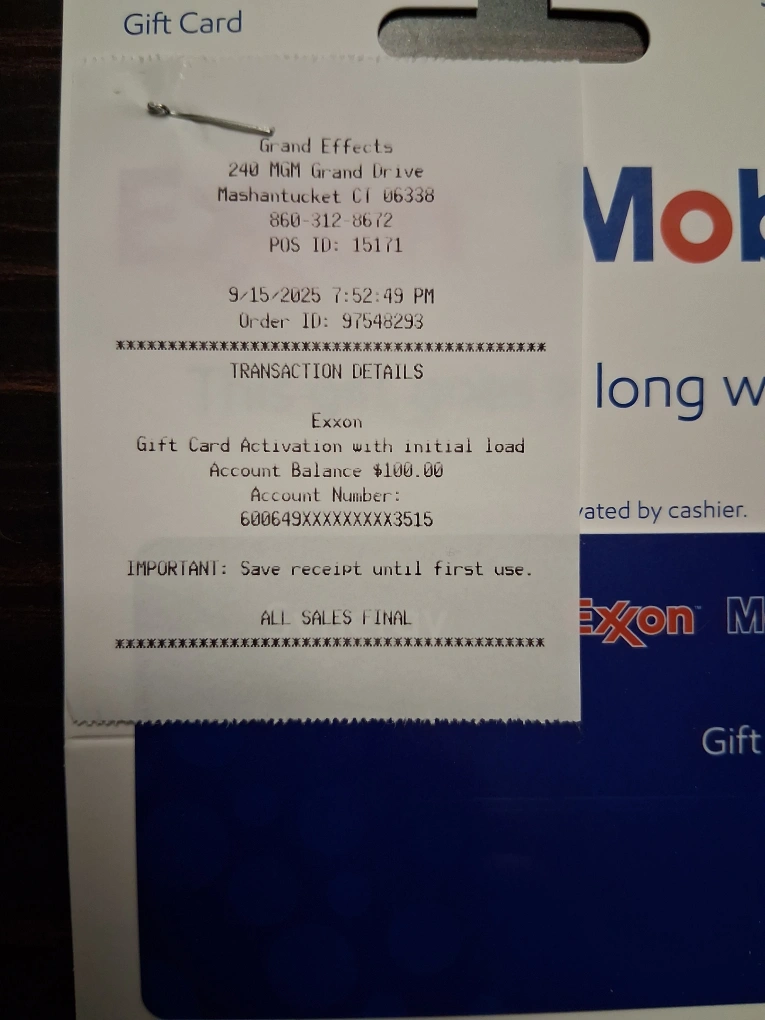 Gift Card
Grand Effects
240 MGM Grand Drive
Mashantucket CT 06338
860-312-8672
POS ID: 15171
9/15/2025 7:52:49 PM
Order ID: 97548293
******************************************
TRANSACTION DETAILS
Exxon
Gift Card Activation with initial load
Account Balance $100.00
Account Number:
600649XXXXXXXXX3515
IMPORTANT: Save receipt until first use.
ALL SALES FINAL
******************************************
Mob
long w
vated by cashier.
Exxon™ M
Gift